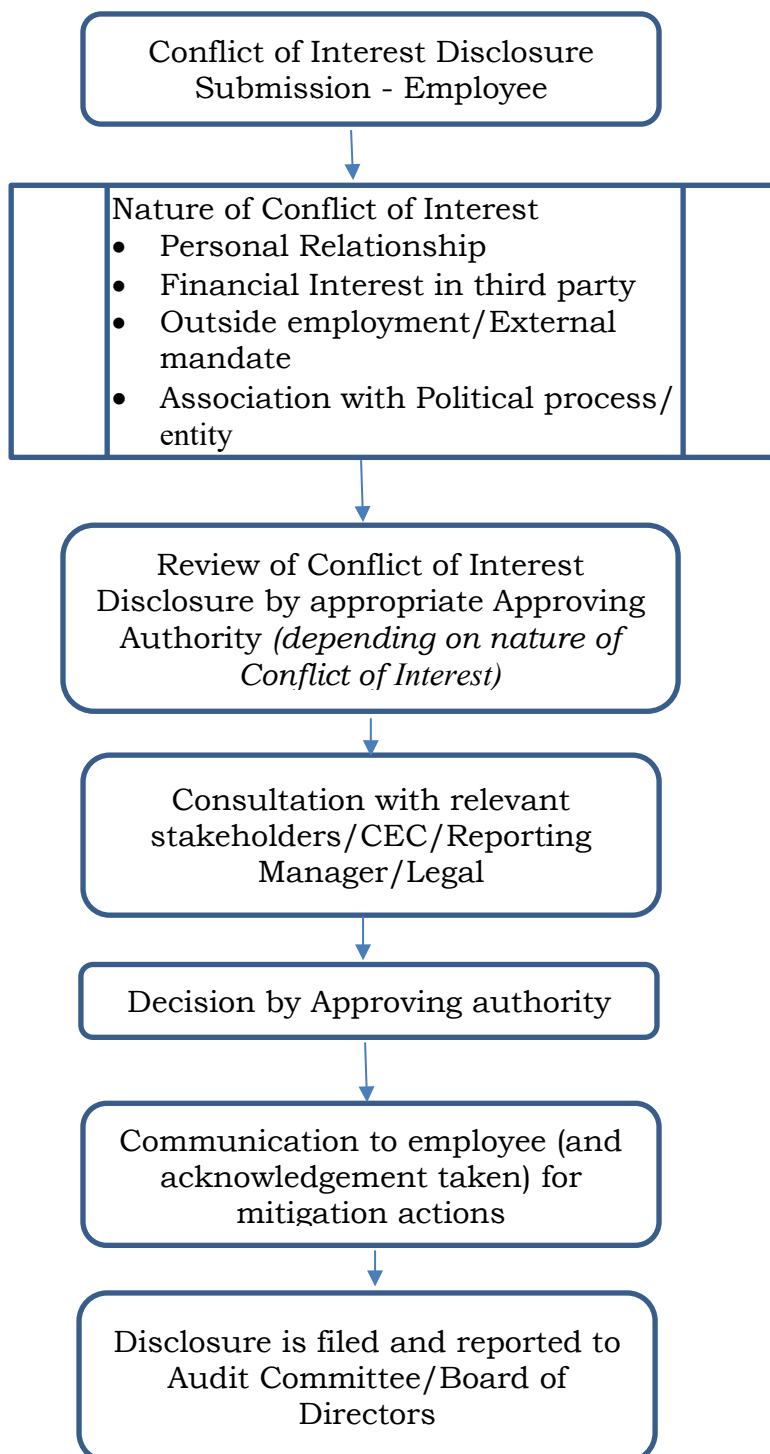 Conflict of Interest Disclosure
Submission - Employee
Nature of Conflict of Interest
• Personal Relationship
• Financial Interest in third party
• Outside employment/External
mandate
• Association with Political process/
entity
Review of Conflict of Interest
Disclosure by appropriate Approving
Authority (depending on nature of
Conflict of Interest)
Consultation with relevant
stakeholders/CEC/Reporting
Manager/Legal
Decision by Approving authority
Communication to employee (and
acknowledgement taken) for
mitigation actions
Disclosure is filed and reported to
Audit Committee/Board of
Directors